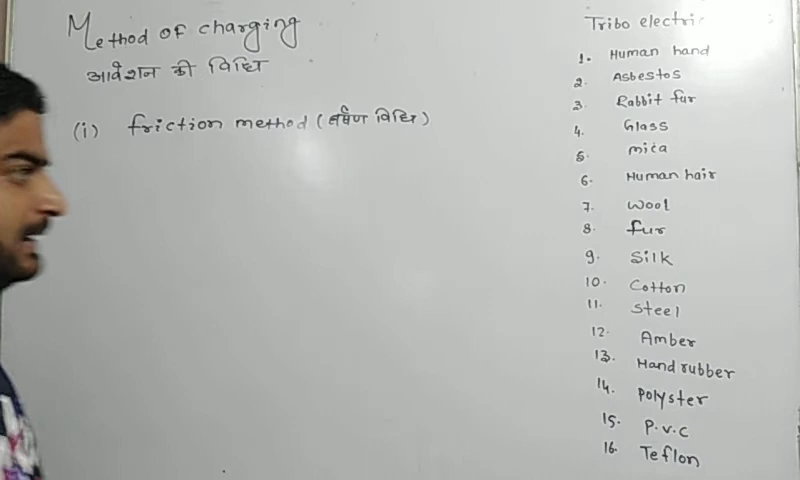 Method of charging
आवेशन की विधि
(i) friction method (घर्षण विधि)
Tribo electric
1. Human hand
2. Asbestos
3. Rabbit fur
4. Glass
5. mica
6. Human hair
7. wool
8. fur
9. Silk
10. Cotton
11. Steel
12. Amber
13. Hand rubber
14. Polyster
15. P.v.c
16. Teflon